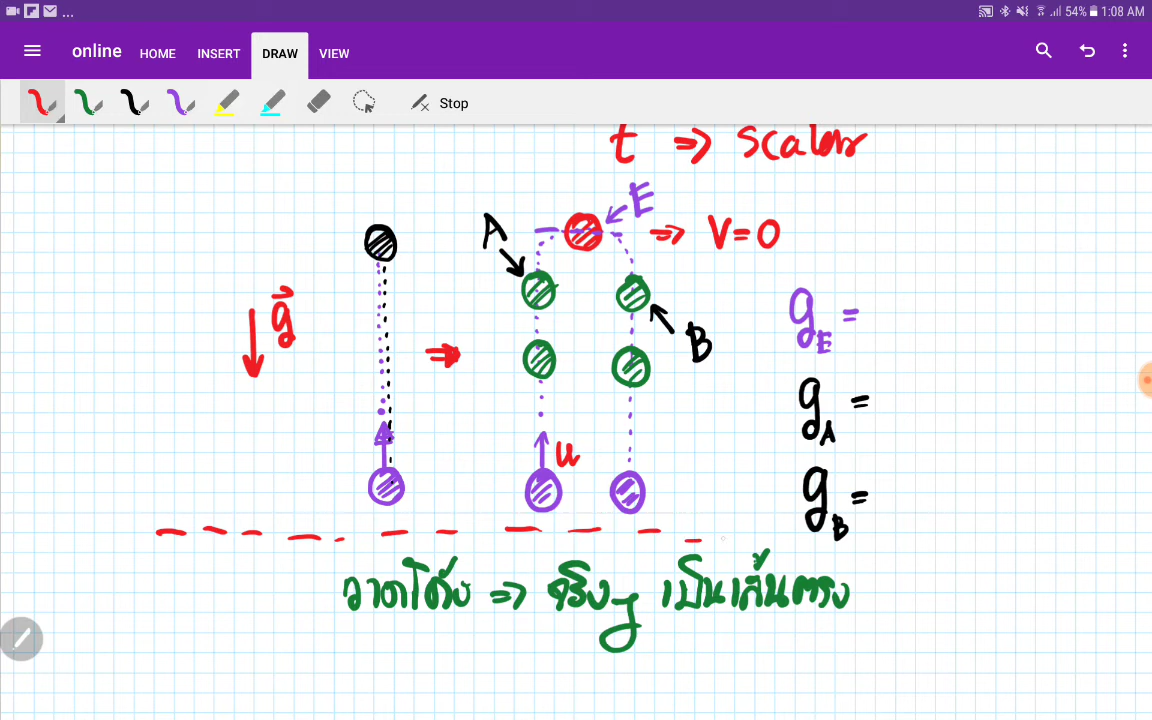 ... 54% 1:08 AM
online HOME INSERT DRAW VIEW
Stop
t ⇒ scalar
E
A ⇒ V = 0
g⃗
B
⇒
g_E =
g_A =
u
g_B =
วาดโค้ง ⇒ จริงๆ เป็นเส้นตรง